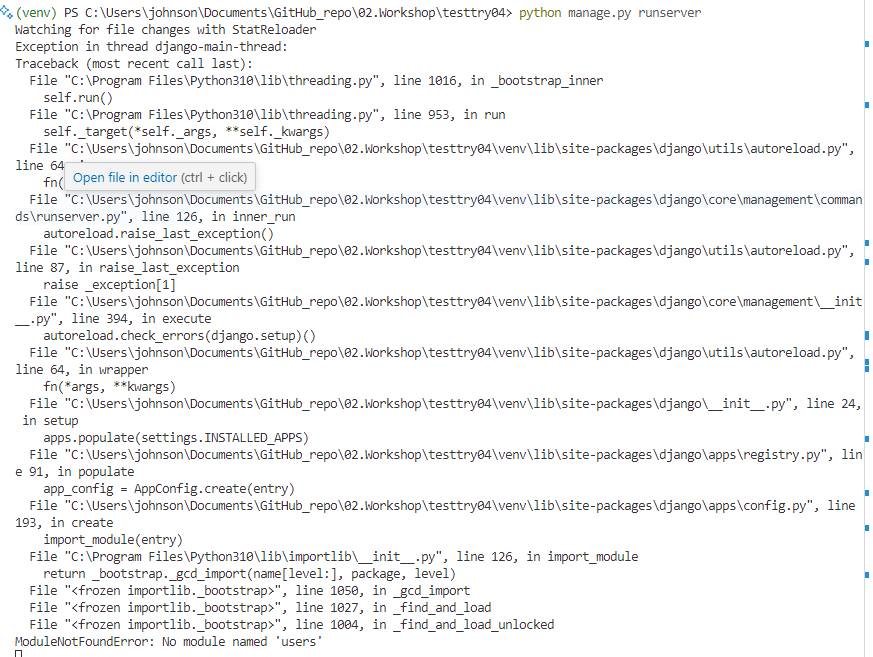 (venv) PS C:\Users\johnson\Documents\GitHub_repo\02.Workshop\testtry04> python manage.py runserver
Watching for file changes with StatReloader
Exception in thread django-main-thread:
Traceback (most recent call last):
  File "C:\Program Files\Python310\lib\threading.py", line 1016, in _bootstrap_inner
    self.run()
  File "C:\Program Files\Python310\lib\threading.py", line 953, in run
    self._target(*self._args, **self._kwargs)
  File "C:\Users\johnson\Documents\GitHub_repo\02.Workshop\testtry04\venv\lib\site-packages\django\utils\autoreload.py",
line 64
Open file in editor (ctrl + click)
    fn(
  File "C:\Users\johnson\Documents\GitHub_repo\02.Workshop\testtry04\venv\lib\site-packages\django\core\management\comman
ds\runserver.py", line 126, in inner_run
    autoreload.raise_last_exception()
  File "C:\Users\johnson\Documents\GitHub_repo\02.Workshop\testtry04\venv\lib\site-packages\django\utils\autoreload.py",
line 87, in raise_last_exception
    raise _exception[1]
  File "C:\Users\johnson\Documents\GitHub_repo\02.Workshop\testtry04\venv\lib\site-packages\django\core\management\__init
__.py", line 394, in execute
    autoreload.check_errors(django.setup)()
  File "C:\Users\johnson\Documents\GitHub_repo\02.Workshop\testtry04\venv\lib\site-packages\django\utils\autoreload.py",
line 64, in wrapper
    fn(*args, **kwargs)
  File "C:\Users\johnson\Documents\GitHub_repo\02.Workshop\testtry04\venv\lib\site-packages\django\__init__.py", line 24,
 in setup
    apps.populate(settings.INSTALLED_APPS)
  File "C:\Users\johnson\Documents\GitHub_repo\02.Workshop\testtry04\venv\lib\site-packages\django\apps\registry.py", lin
e 91, in populate
    app_config = AppConfig.create(entry)
  File "C:\Users\johnson\Documents\GitHub_repo\02.Workshop\testtry04\venv\lib\site-packages\django\apps\config.py", line
193, in create
    import_module(entry)
  File "C:\Program Files\Python310\lib\importlib\__init__.py", line 126, in import_module
    return _bootstrap._gcd_import(name[level:], package, level)
  File "<frozen importlib._bootstrap>", line 1050, in _gcd_import
  File "<frozen importlib._bootstrap>", line 1027, in _find_and_load
  File "<frozen importlib._bootstrap>", line 1004, in _find_and_load_unlocked
ModuleNotFoundError: No module named 'users'